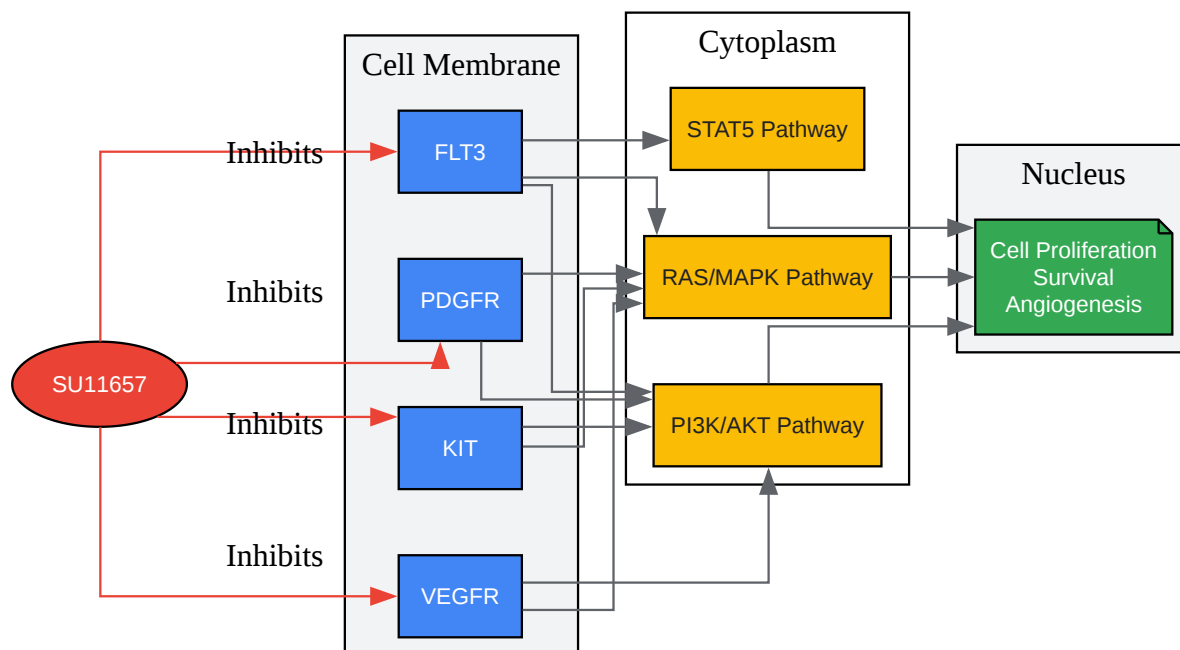 Cell Membrane
Cytoplasm
Nucleus
Inhibits
FLT3
STAT5 Pathway
Inhibits
PDGFR
RAS/MAPK Pathway
Cell Proliferation
Survival
Angiogenesis
SU11657
Inhibits
KIT
PI3K/AKT Pathway
Inhibits
VEGFR